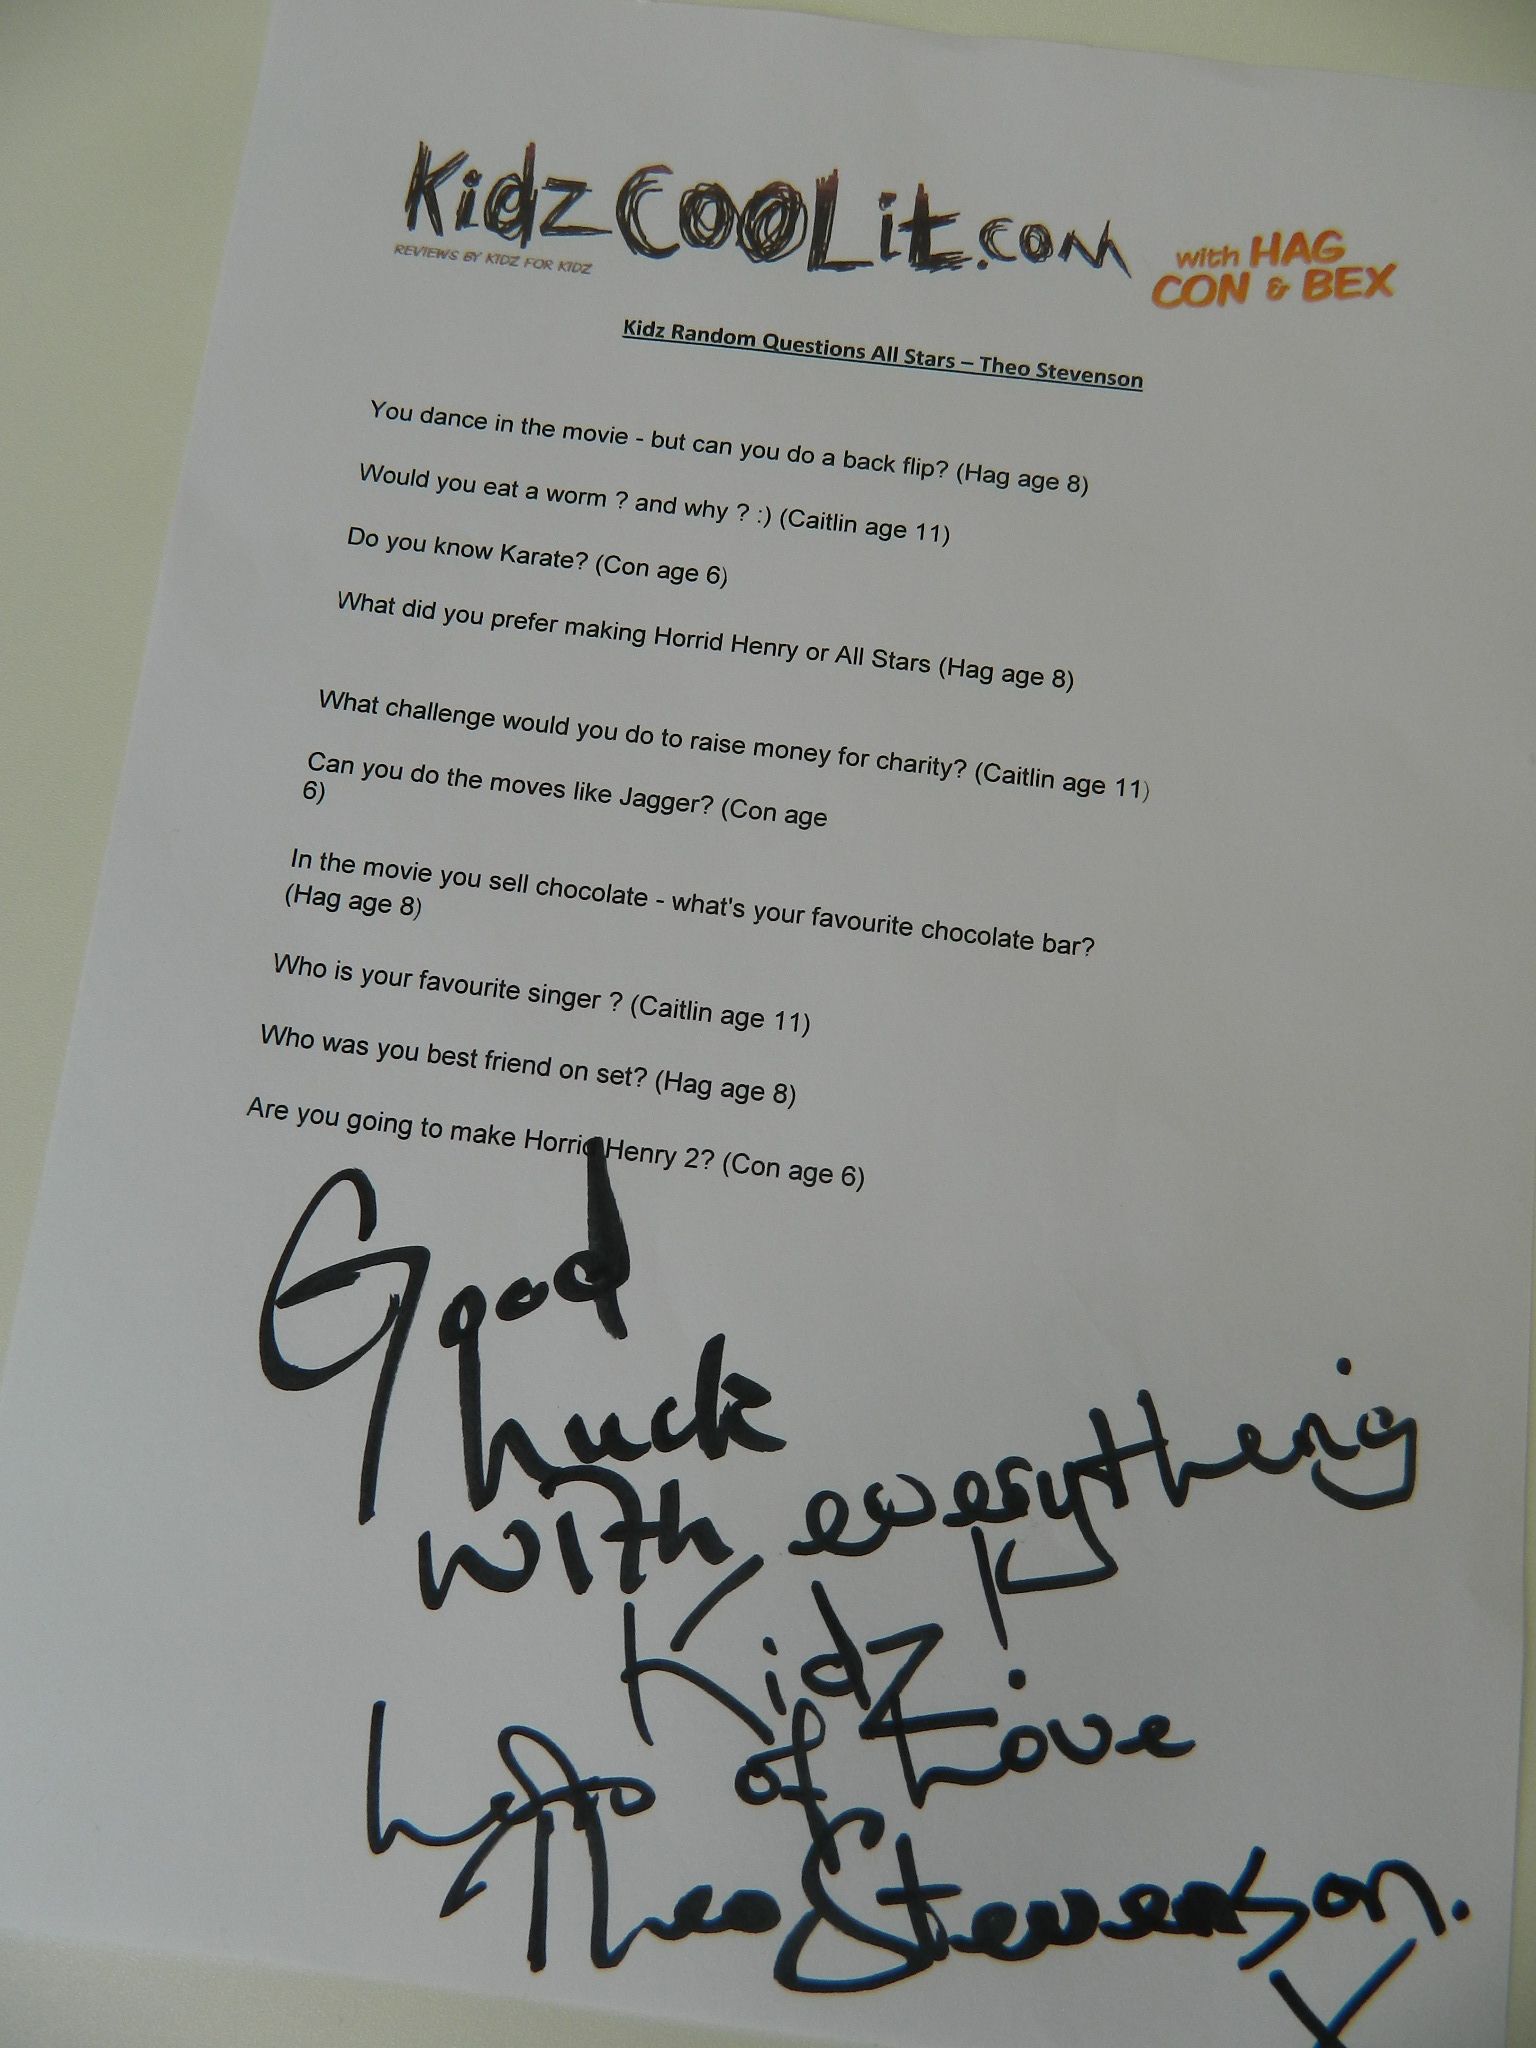 KidzCOOLit.com
REVIEWS BY KIDZ FOR KIDZ
with HAG
CON & BEX
Kidz Random Questions All Stars – Theo Stevenson
You dance in the movie - but can you do a back flip? (Hag age 8)
Would you eat a worm ? and why ? :) (Caitlin age 11)
Do you know Karate? (Con age 6)
What did you prefer making Horrid Henry or All Stars (Hag age 8)
What challenge would you do to raise money for charity? (Caitlin age 11)
Can you do the moves like Jagger? (Con age
6)
In the movie you sell chocolate - what's your favourite chocolate bar?
(Hag age 8)
Who is your favourite singer ? (Caitlin age 11)
Who was you best friend on set? (Hag age 8)
Are you going to make Horrid Henry 2? (Con age 6)
Good
Luck
with everything
Kidz!
Lots of Love
Theo Stevenson.
X